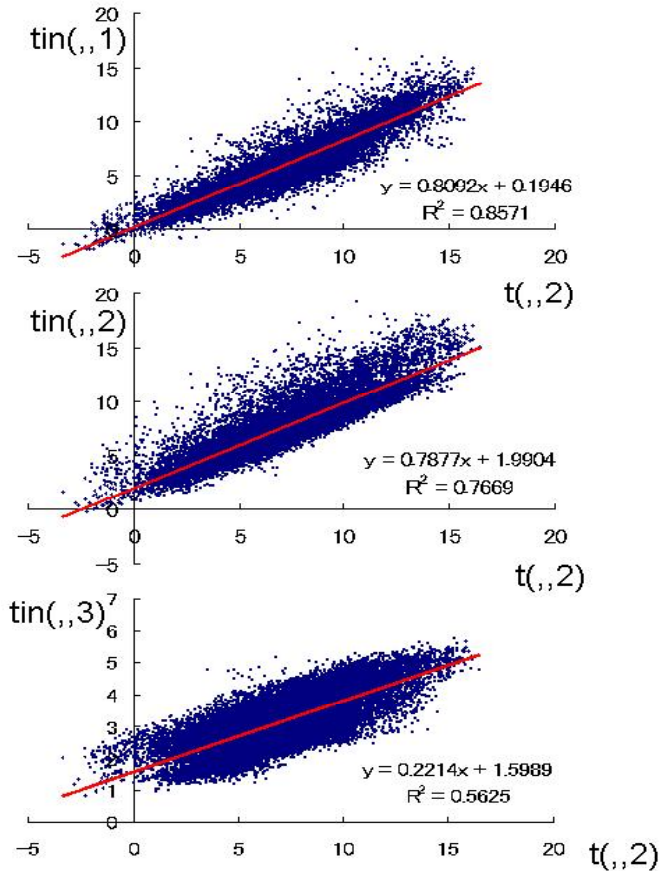 20
tin(,,1)
15
10
5
y = 0.8092x + 0.1946
R² = 0.8571
0
−5 0 5 10 15 20
t(,,2)
20
tin(,,2)
15
10
5
y = 0.7877x + 1.9904
R² = 0.7669
0
−5 0 5 10 15 20
−5
t(,,2)
7
tin(,,3)
6
5
4
3
2
y = 0.2214x + 1.5989
1
R² = 0.5625
0
−5 0 5 10 15 20
t(,,2)